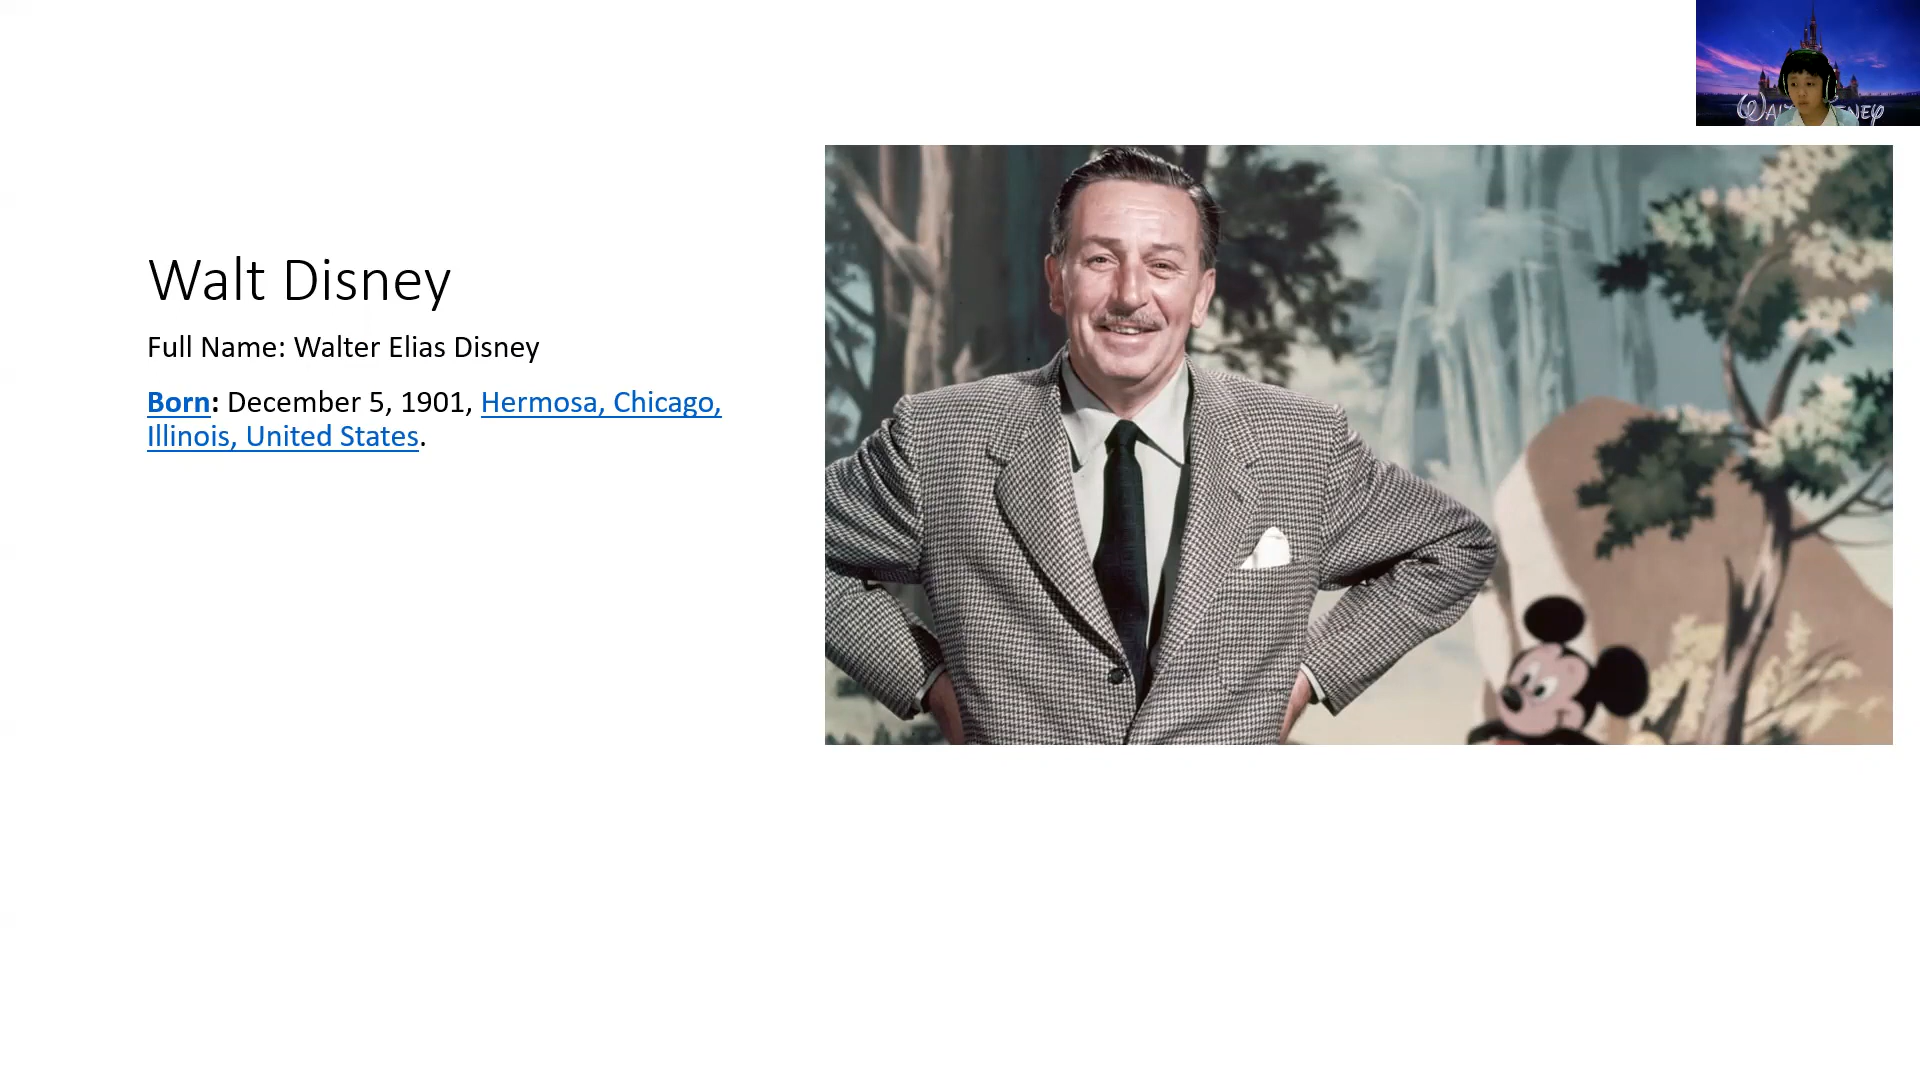 Walt Disney
Full Name: Walter Elias Disney
Born: December 5, 1901, Hermosa, Chicago,
Illinois, United States.